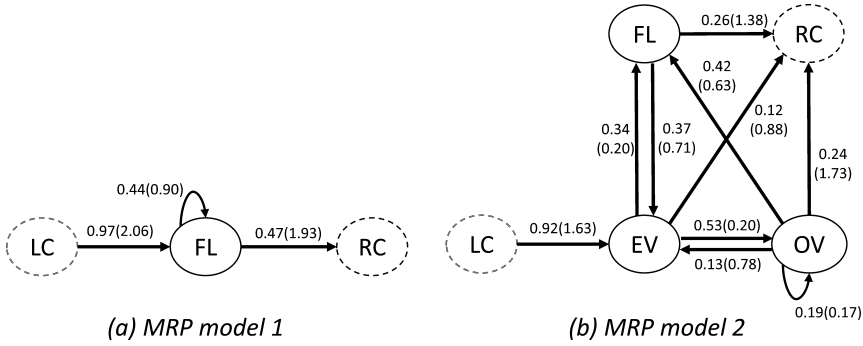 FL
0.26(1.38)
RC
0.42
(0.63)
0.12
(0.88)
0.34
(0.20)
0.37
(0.71)
0.24
(1.73)
0.44(0.90)
LC
0.97(2.06)
FL
0.47(1.93)
RC
LC
0.92(1.63)
EV
0.53(0.20)
0.13(0.78)
OV
0.19(0.17)
(a) MRP model 1
(b) MRP model 2